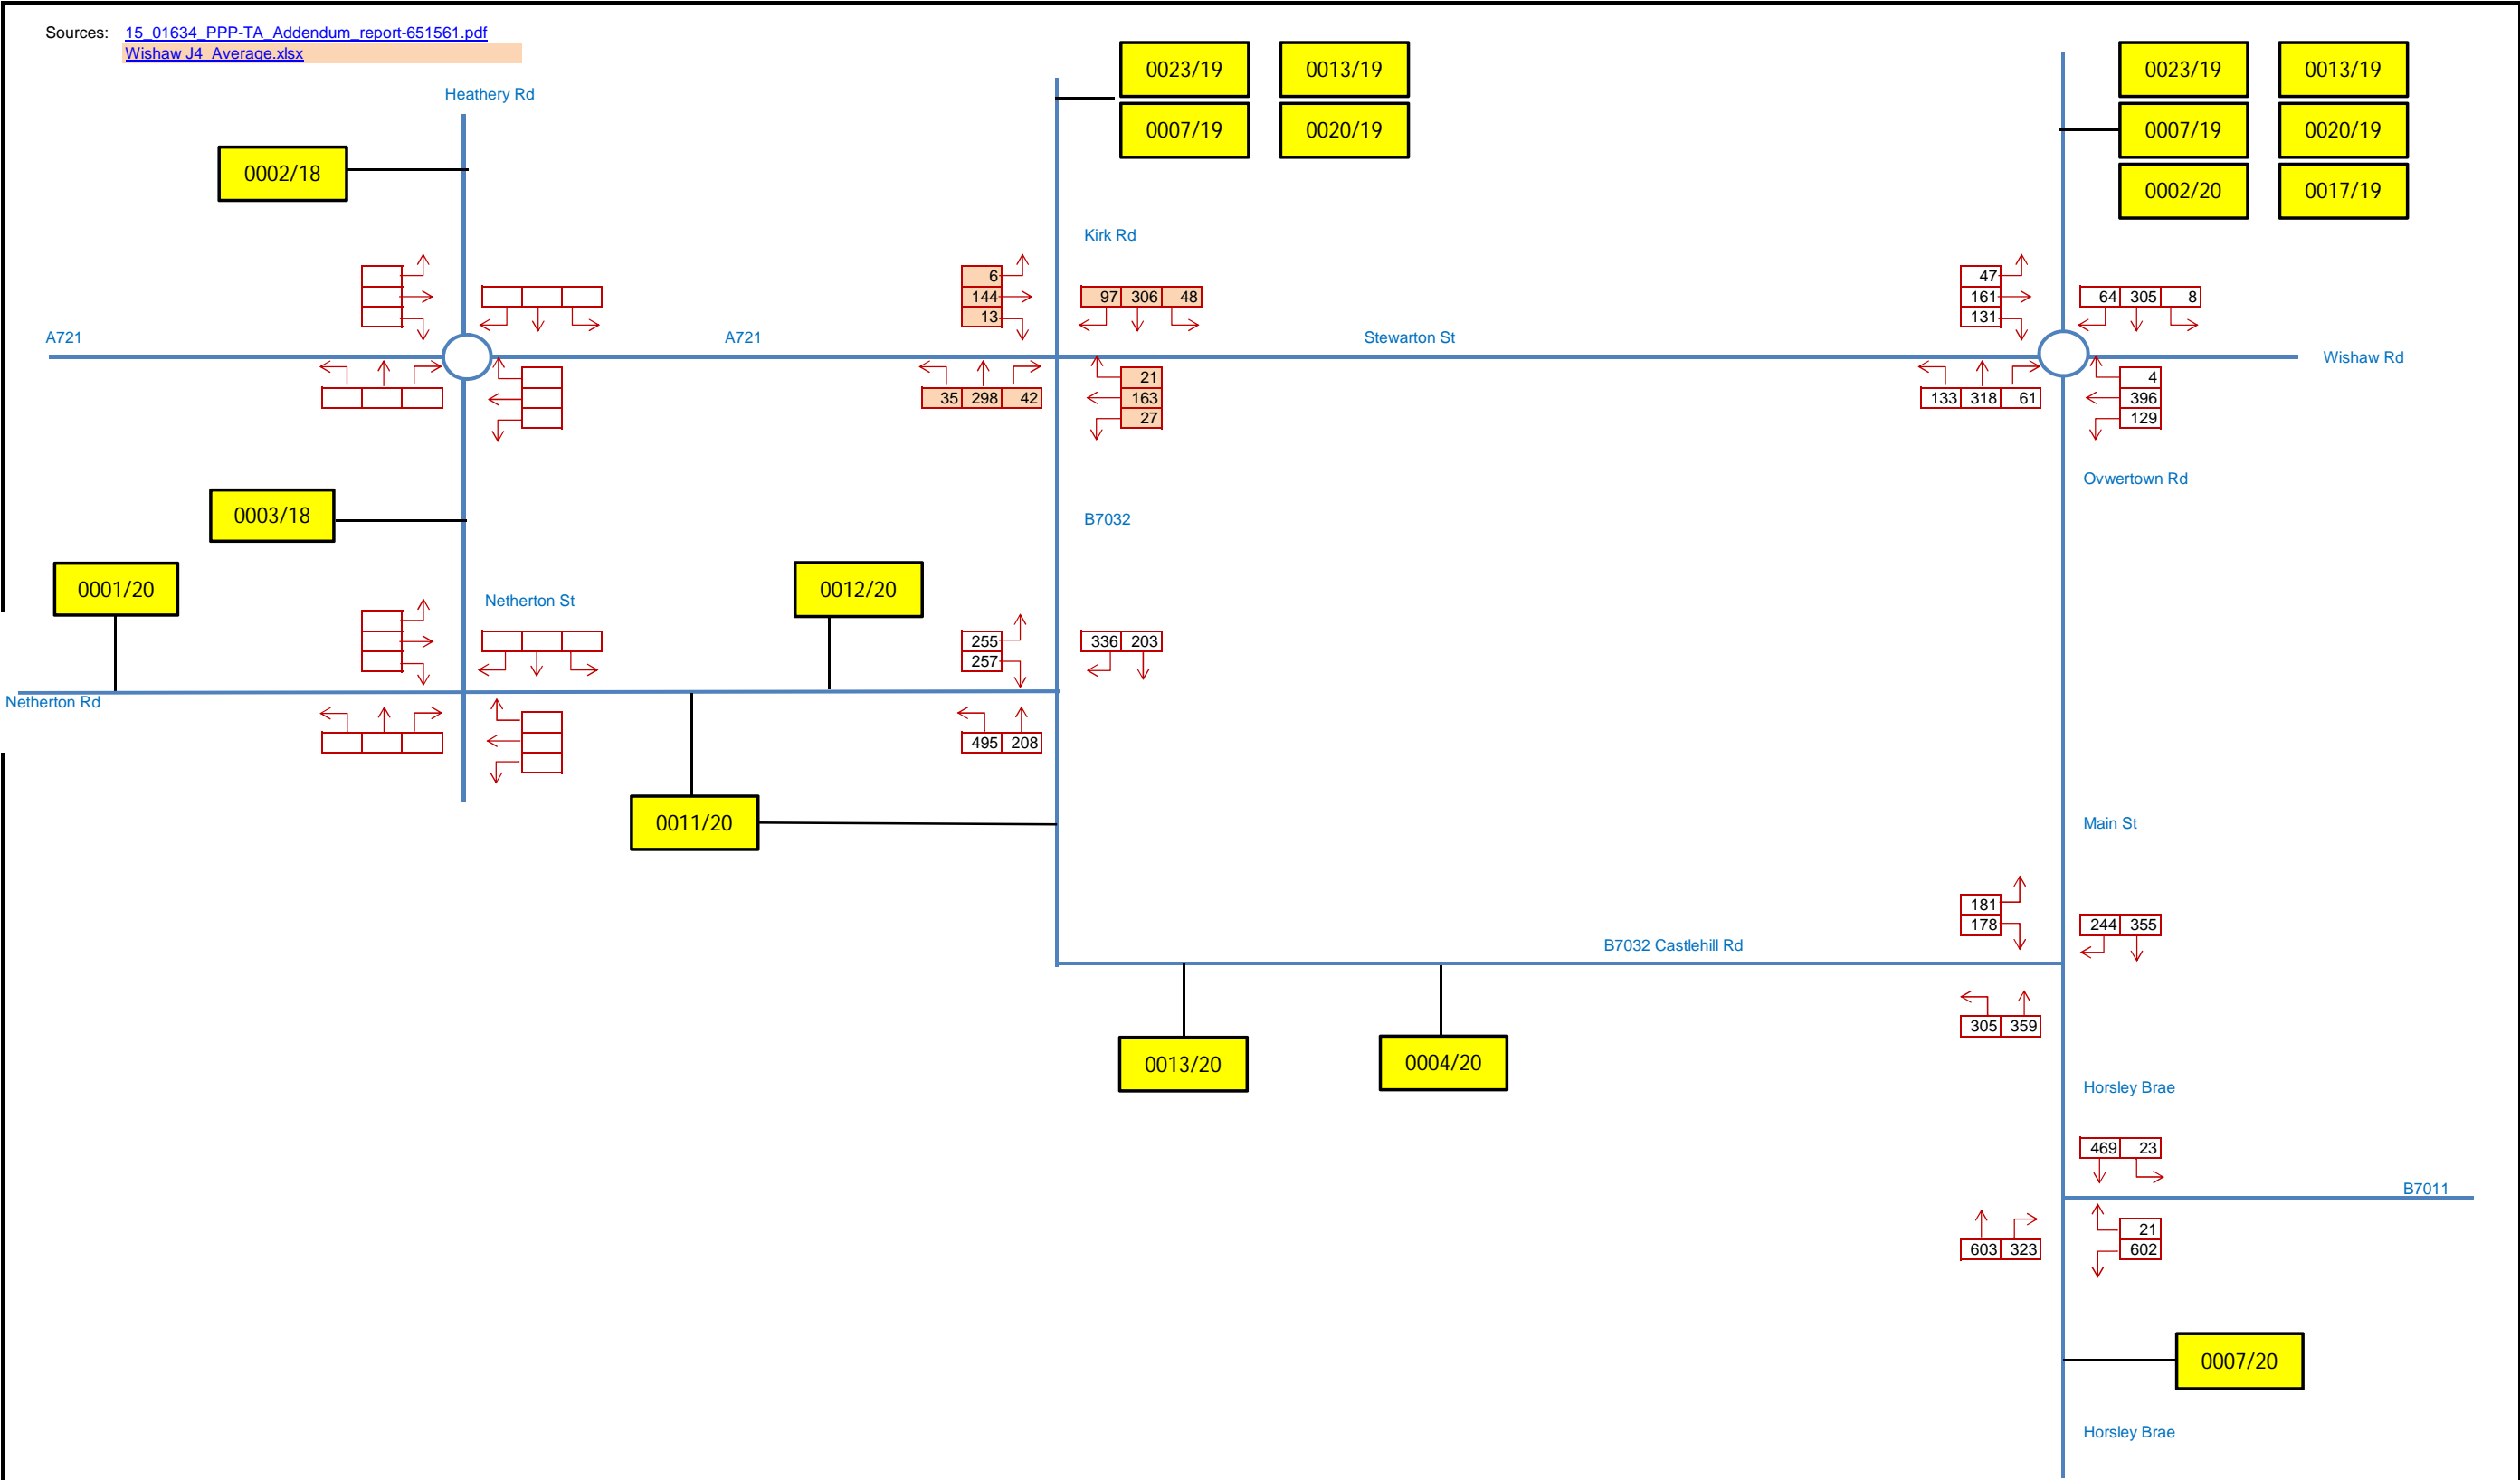 Sources: 15_01634_PPP-TA_Addendum_report-651561.pdf
Wishaw J4_Average.xlsx
Heathery Rd
0023/19 0013/19
0007/19 0020/19
0023/19 0013/19
0007/19 0020/19
0002/20 0017/19
0002/18
Kirk Rd
6
144
13
97 306 48
47
161
131
64 305 8
A721
A721
Stewarton St
Wishaw Rd
35 298 42
21
163
27
133 318 61
4
396
129
Ovwertown Rd
0003/18
B7032
0001/20
0012/20
Netherton St
255
257
336 203
Netherton Rd
495 208
0011/20
Main St
181
178
244 355
B7032 Castlehill Rd
305 359
0013/20
0004/20
Horsley Brae
469 23
B7011
603 323
21
602
0007/20
Horsley Brae